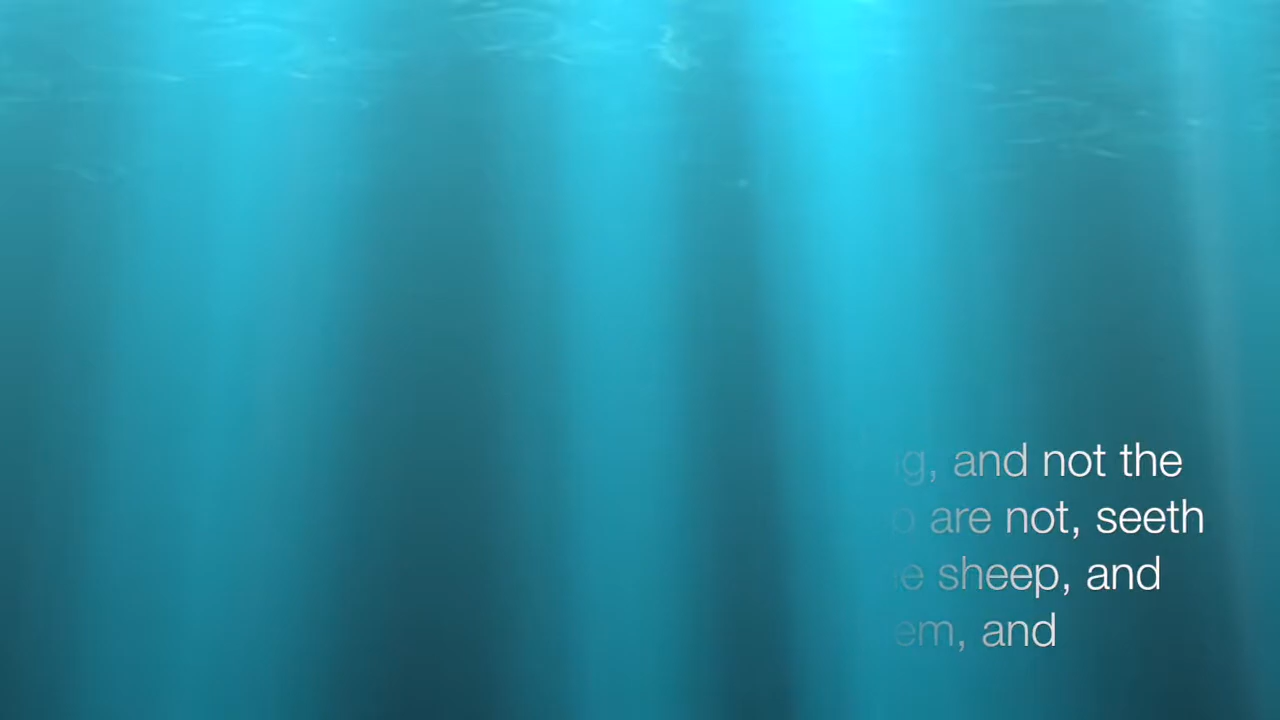 and not the
are not, seeth
sheep, and
and